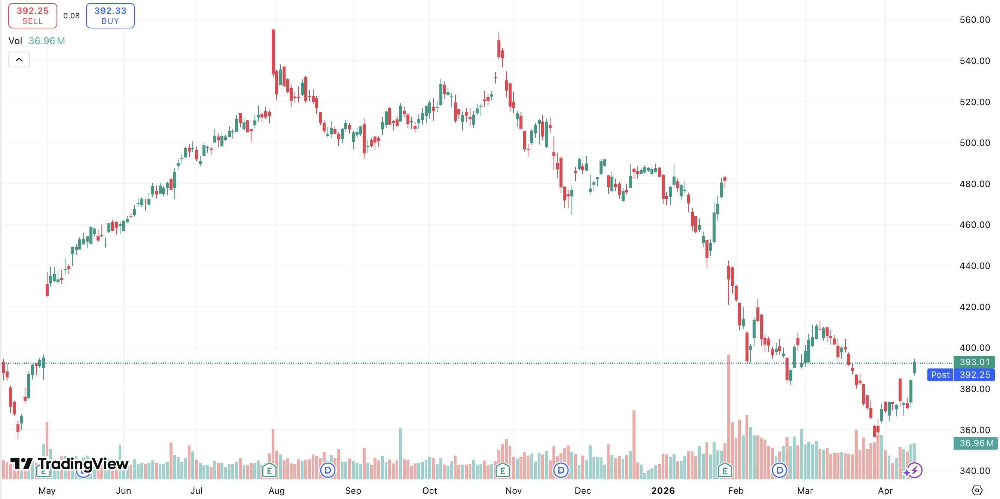 392.25
SELL
0.08
392.33
BUY
Vol 36.96 M
560.00
540.00
520.00
500.00
480.00
460.00
440.00
420.00
400.00
393.01
Post 392.25
380.00
360.00
36.96 M
340.00
TradingView
E
E
D
E
D
E
D
May Jun Jul Aug Sep Oct Nov Dec 2026 Feb Mar Apr